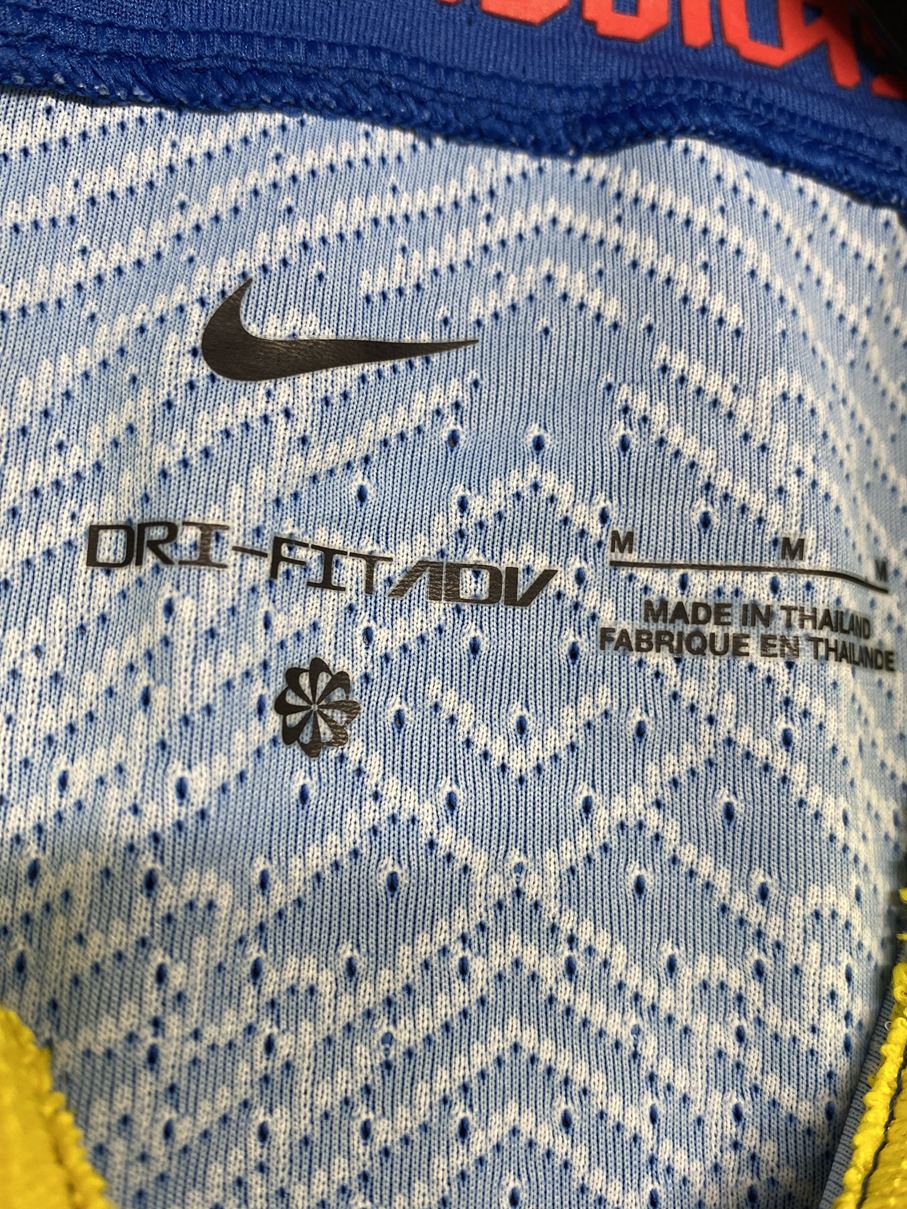 DRI-FIT ADV
M M M
MADE IN THAILAND
FABRIQUE EN THAILANDE